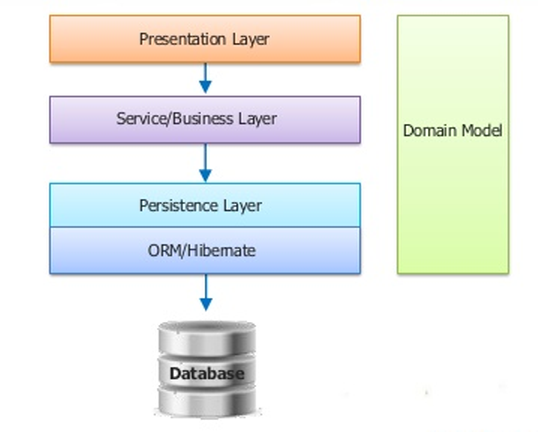 Presentation Layer
Service/Business Layer
Domain Model
Persistence Layer
ORM/Hibernate
Database